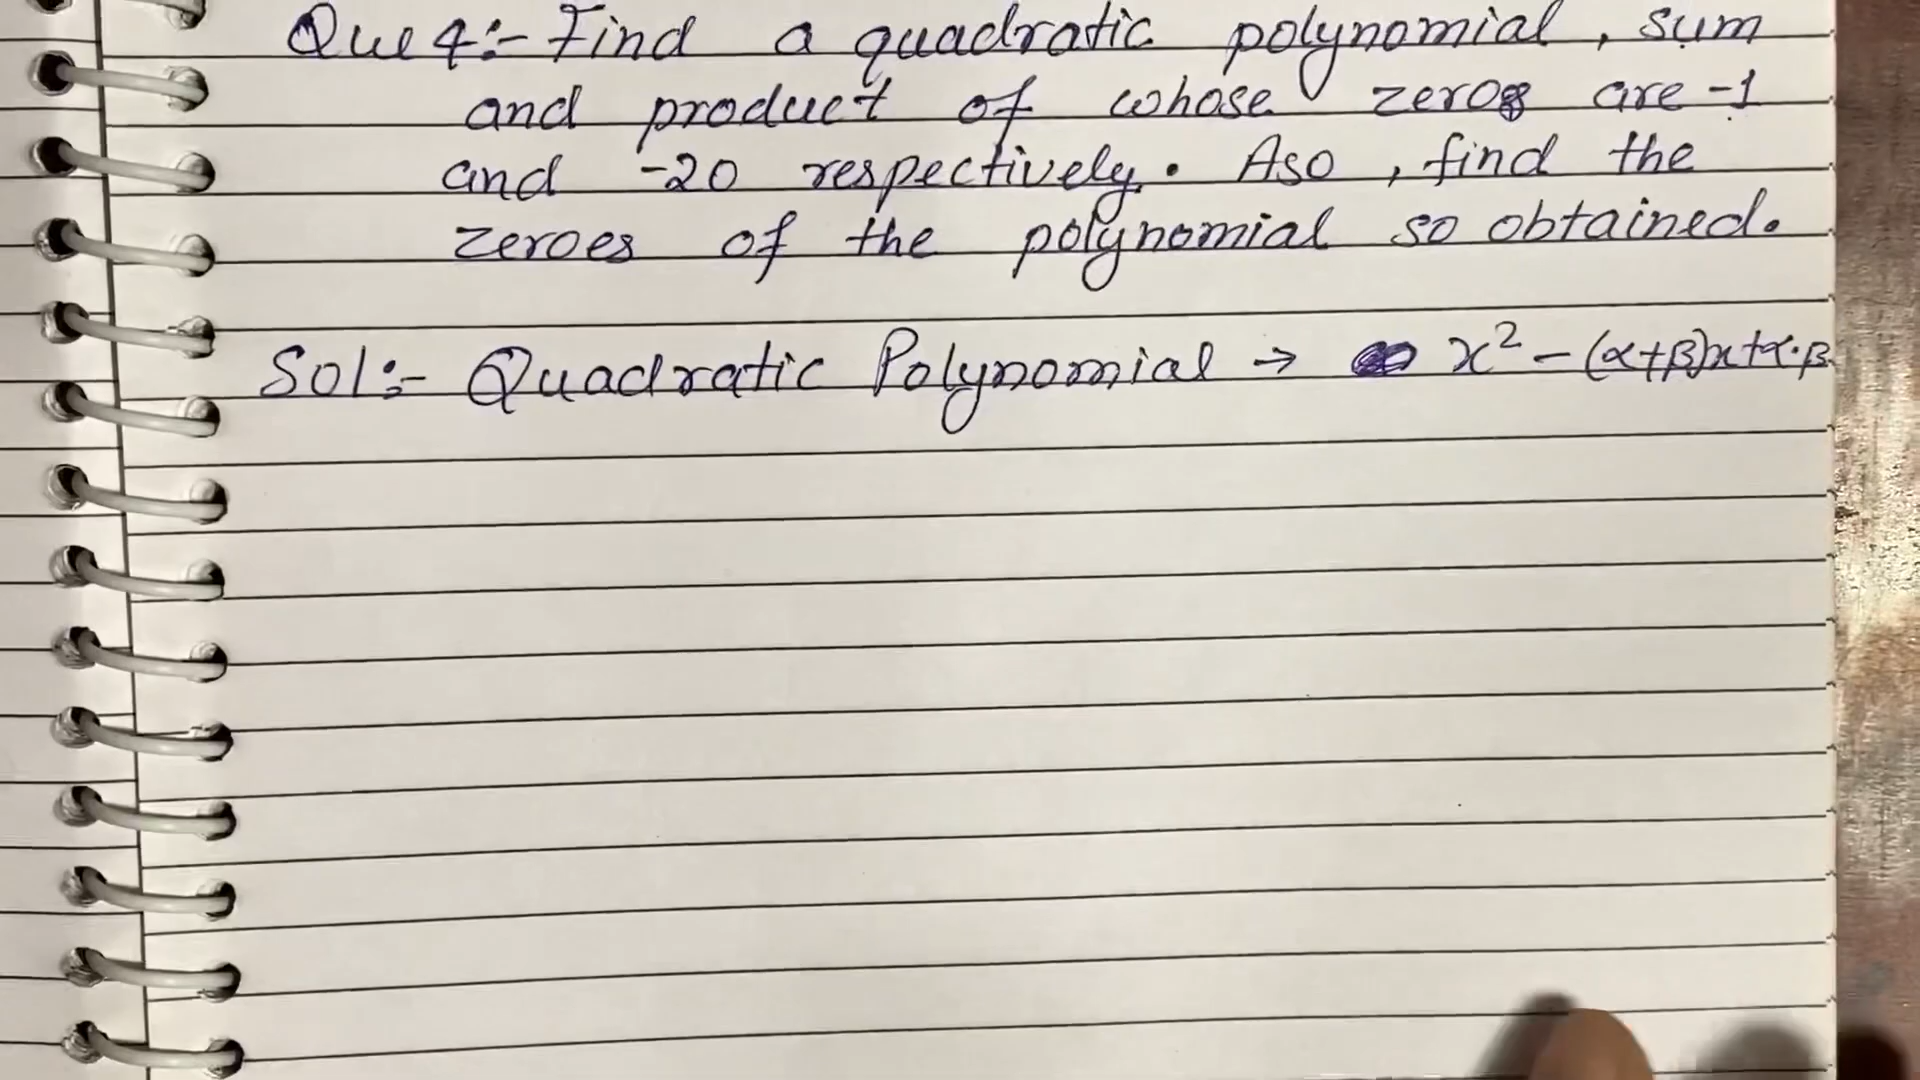 Que 4:- Find a quadratic polynomial, sum
and product of whose zeros are -1
and -20 respectively. Aso, find the
zeroes of the polynomial so obtained.
Sol:- Quadratic Polynomial → x² - (α+β)x+α·β